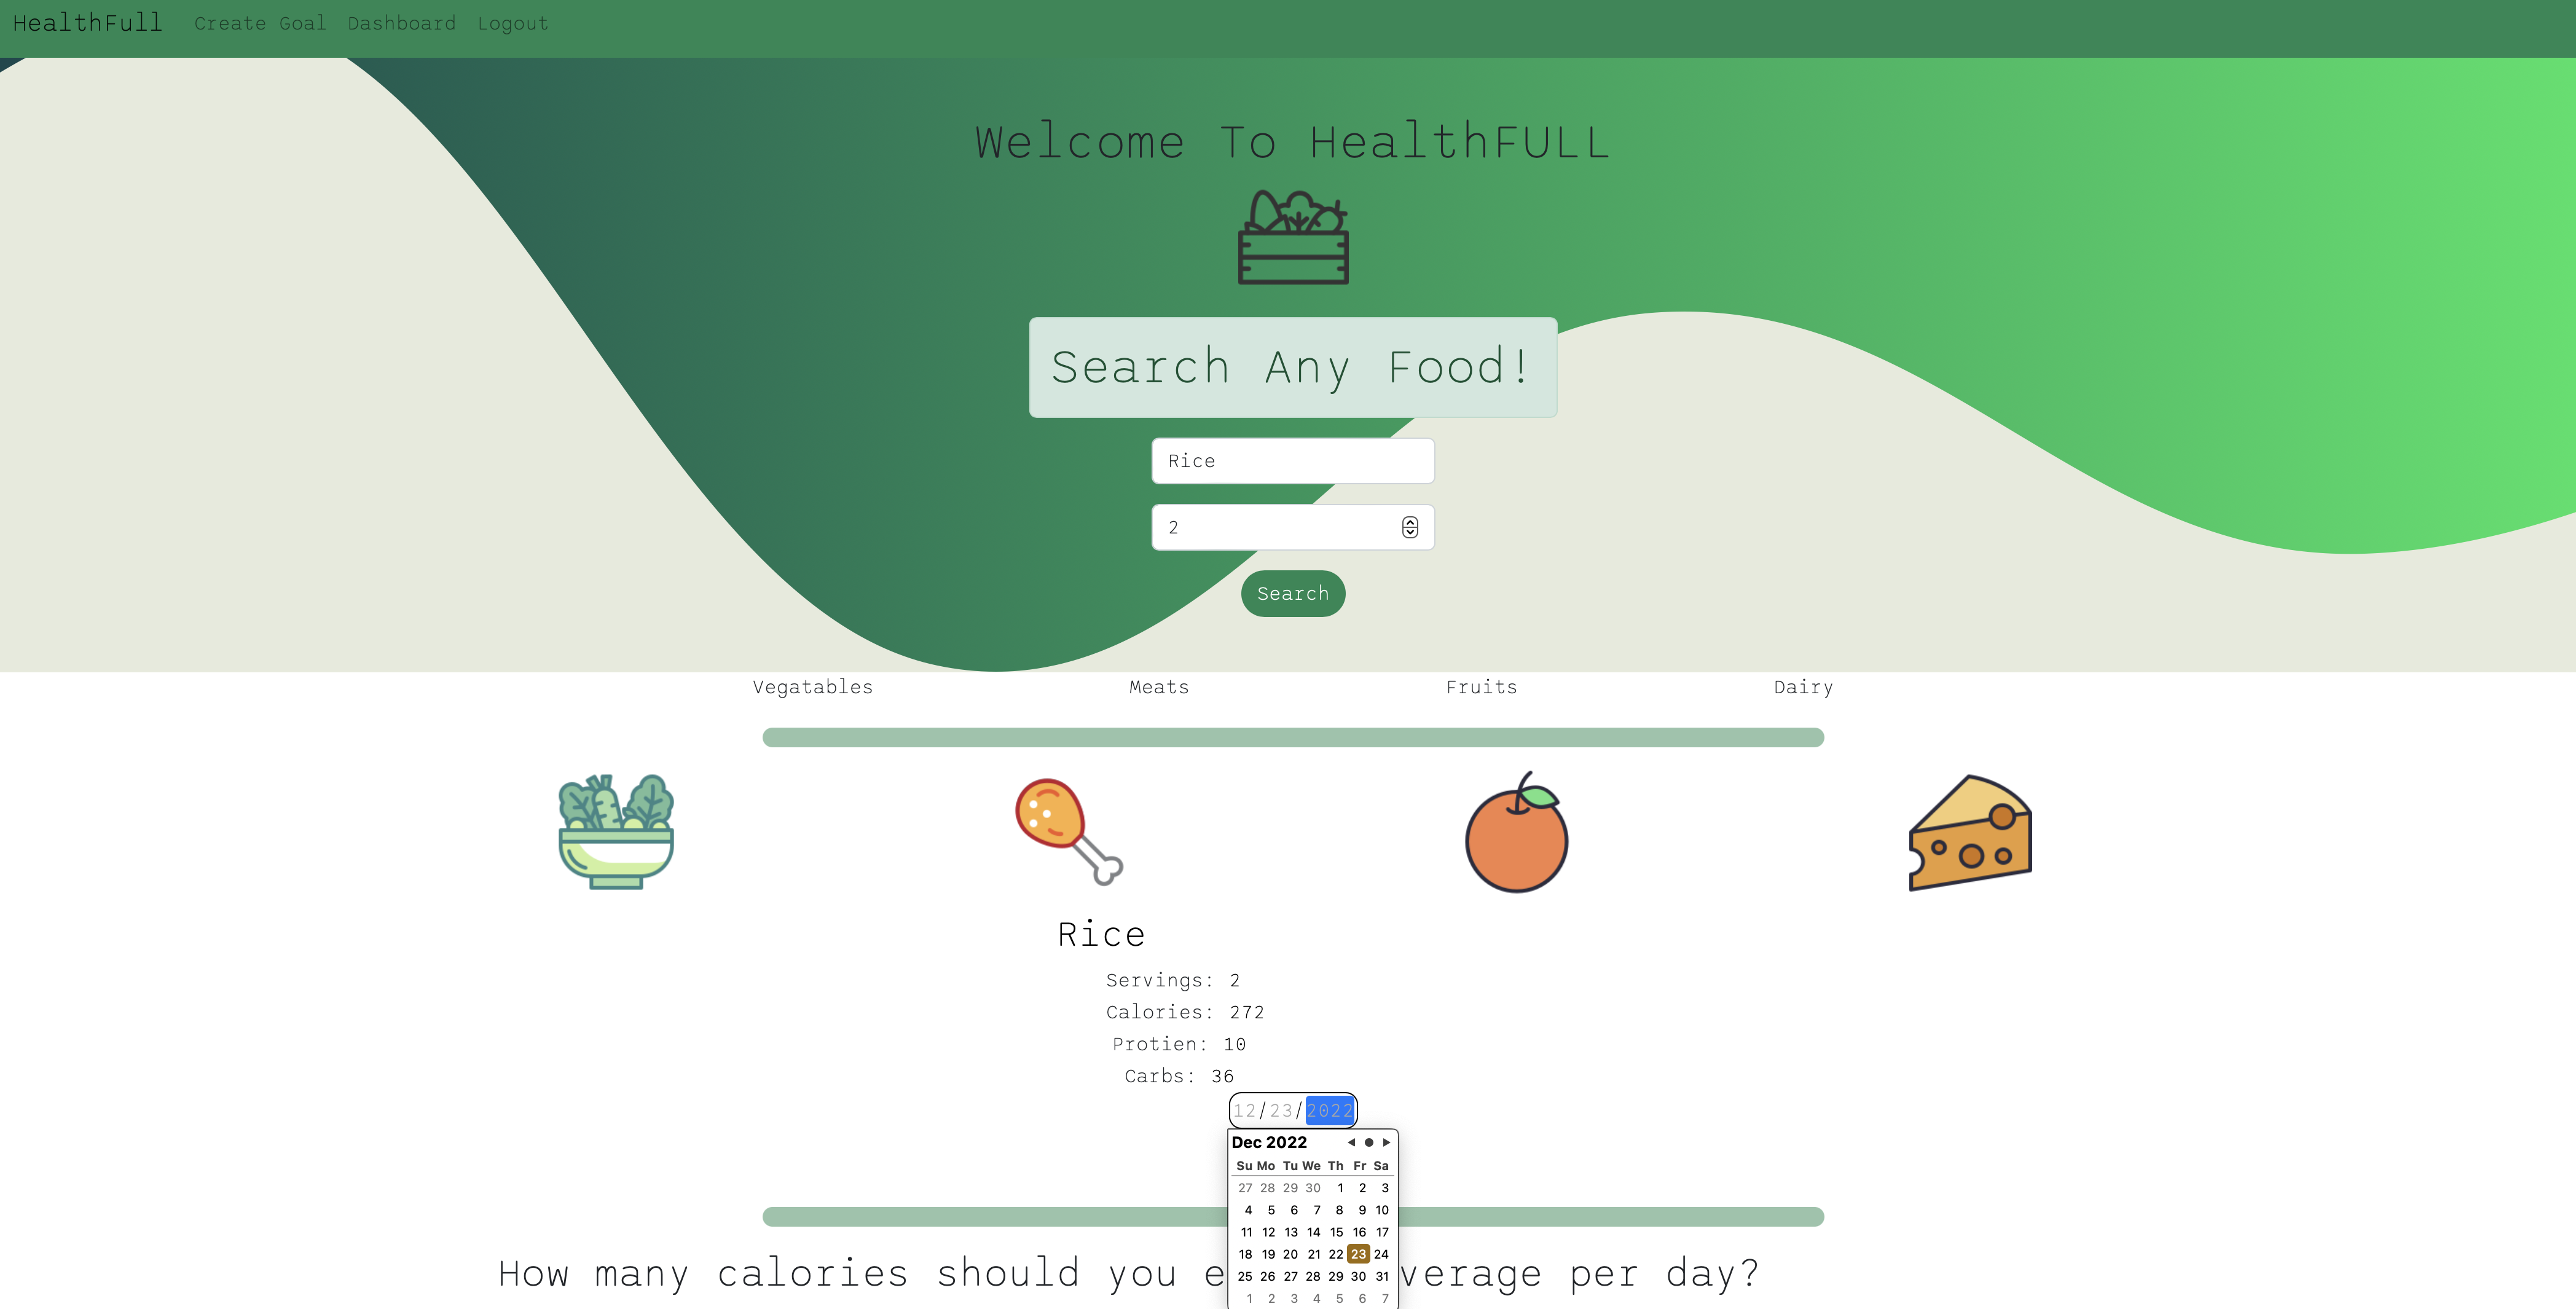 HealthFull Create Goal Dashboard Logout
Welcome To HealthFULL
Search Any Food!
Rice
2
Search
Vegatables Meats Fruits Dairy
Rice
Servings: 2
Calories: 272
Protien: 10
Carbs: 36
12/23/2022
Dec 2022
Su Mo Tu We Th Fr Sa
27 28 29 30 1 2 3
4 5 6 7 8 9 10
11 12 13 14 15 16 17
18 19 20 21 22 23 24
25 26 27 28 29 30 31
1 2 3 4 5 6 7
How many calories should you e verage per day?